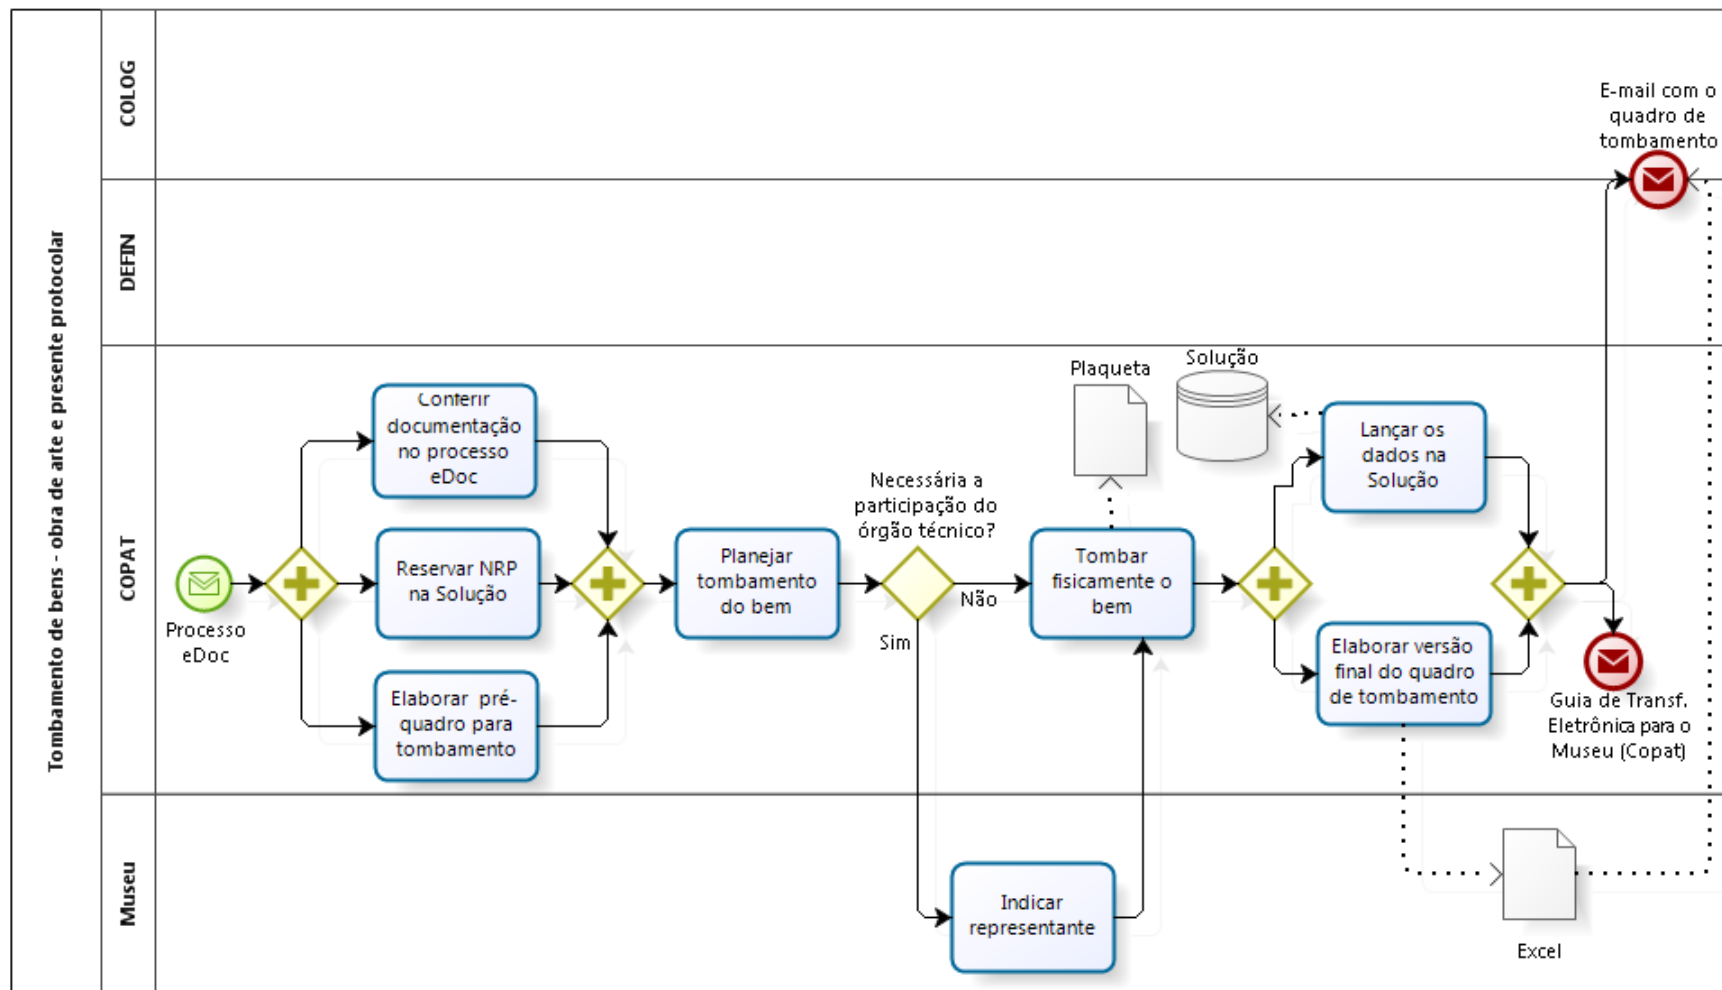 Tombamento de bens - obra de arte e presente protocolar
COLOG
DEFIN
COPAT
Museu
E-mail com o
quadro de
tombamento
Processo
eDoc
Conferir
documentação
no processo
eDoc
Reservar NRP
na Solução
Elaborar pré-
quadro para
tombamento
Planejar
tombamento
do bem
Necessária a
participação do
órgão técnico?
Não
Sim
Indicar
representante
Plaqueta
Tombar
fisicamente o
bem
Solução
Lançar os
dados na
Solução
Elaborar versão
final do quadro
de tombamento
Guia de Transf.
Eletrônica para o
Museu (Copat)
Excel